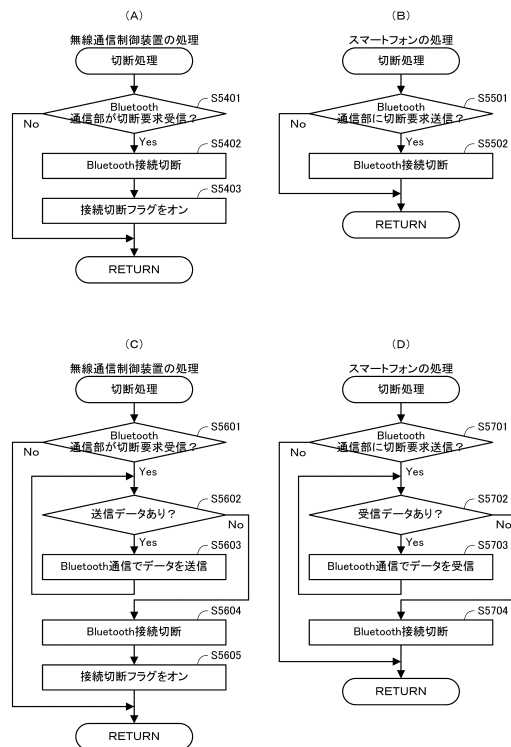 (A)
無線通信制御装置の処理
切断処理
S5401
Bluetooth
通信部が切断要求受信?
No
Yes
S5402
Bluetooth接続切断
S5403
接続切断フラグをオン
RETURN
(B)
スマートフォンの処理
切断処理
S5501
Bluetooth
通信部に切断要求送信?
No
Yes
S5502
Bluetooth接続切断
RETURN
(C)
無線通信制御装置の処理
切断処理
S5601
Bluetooth
通信部が切断要求受信?
No
Yes
S5602
送信データあり?
No
Yes
S5603
Bluetooth通信でデータを送信
S5604
Bluetooth接続切断
S5605
接続切断フラグをオン
RETURN
(D)
スマートフォンの処理
切断処理
S5701
Bluetooth
通信部に切断要求送信?
No
Yes
S5702
受信データあり?
No
Yes
S5703
Bluetooth通信でデータを受信
S5704
Bluetooth接続切断
RETURN